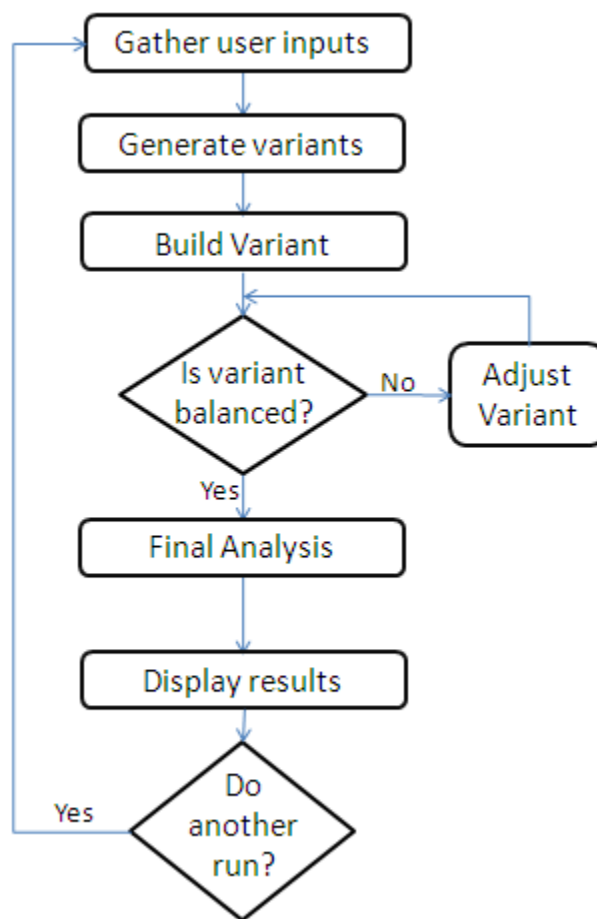 Gather user inputs
Generate variants
Build Variant
Is variant
balanced?
No
Adjust
Variant
Yes
Final Analysis
Display results
Do
another
run?
Yes